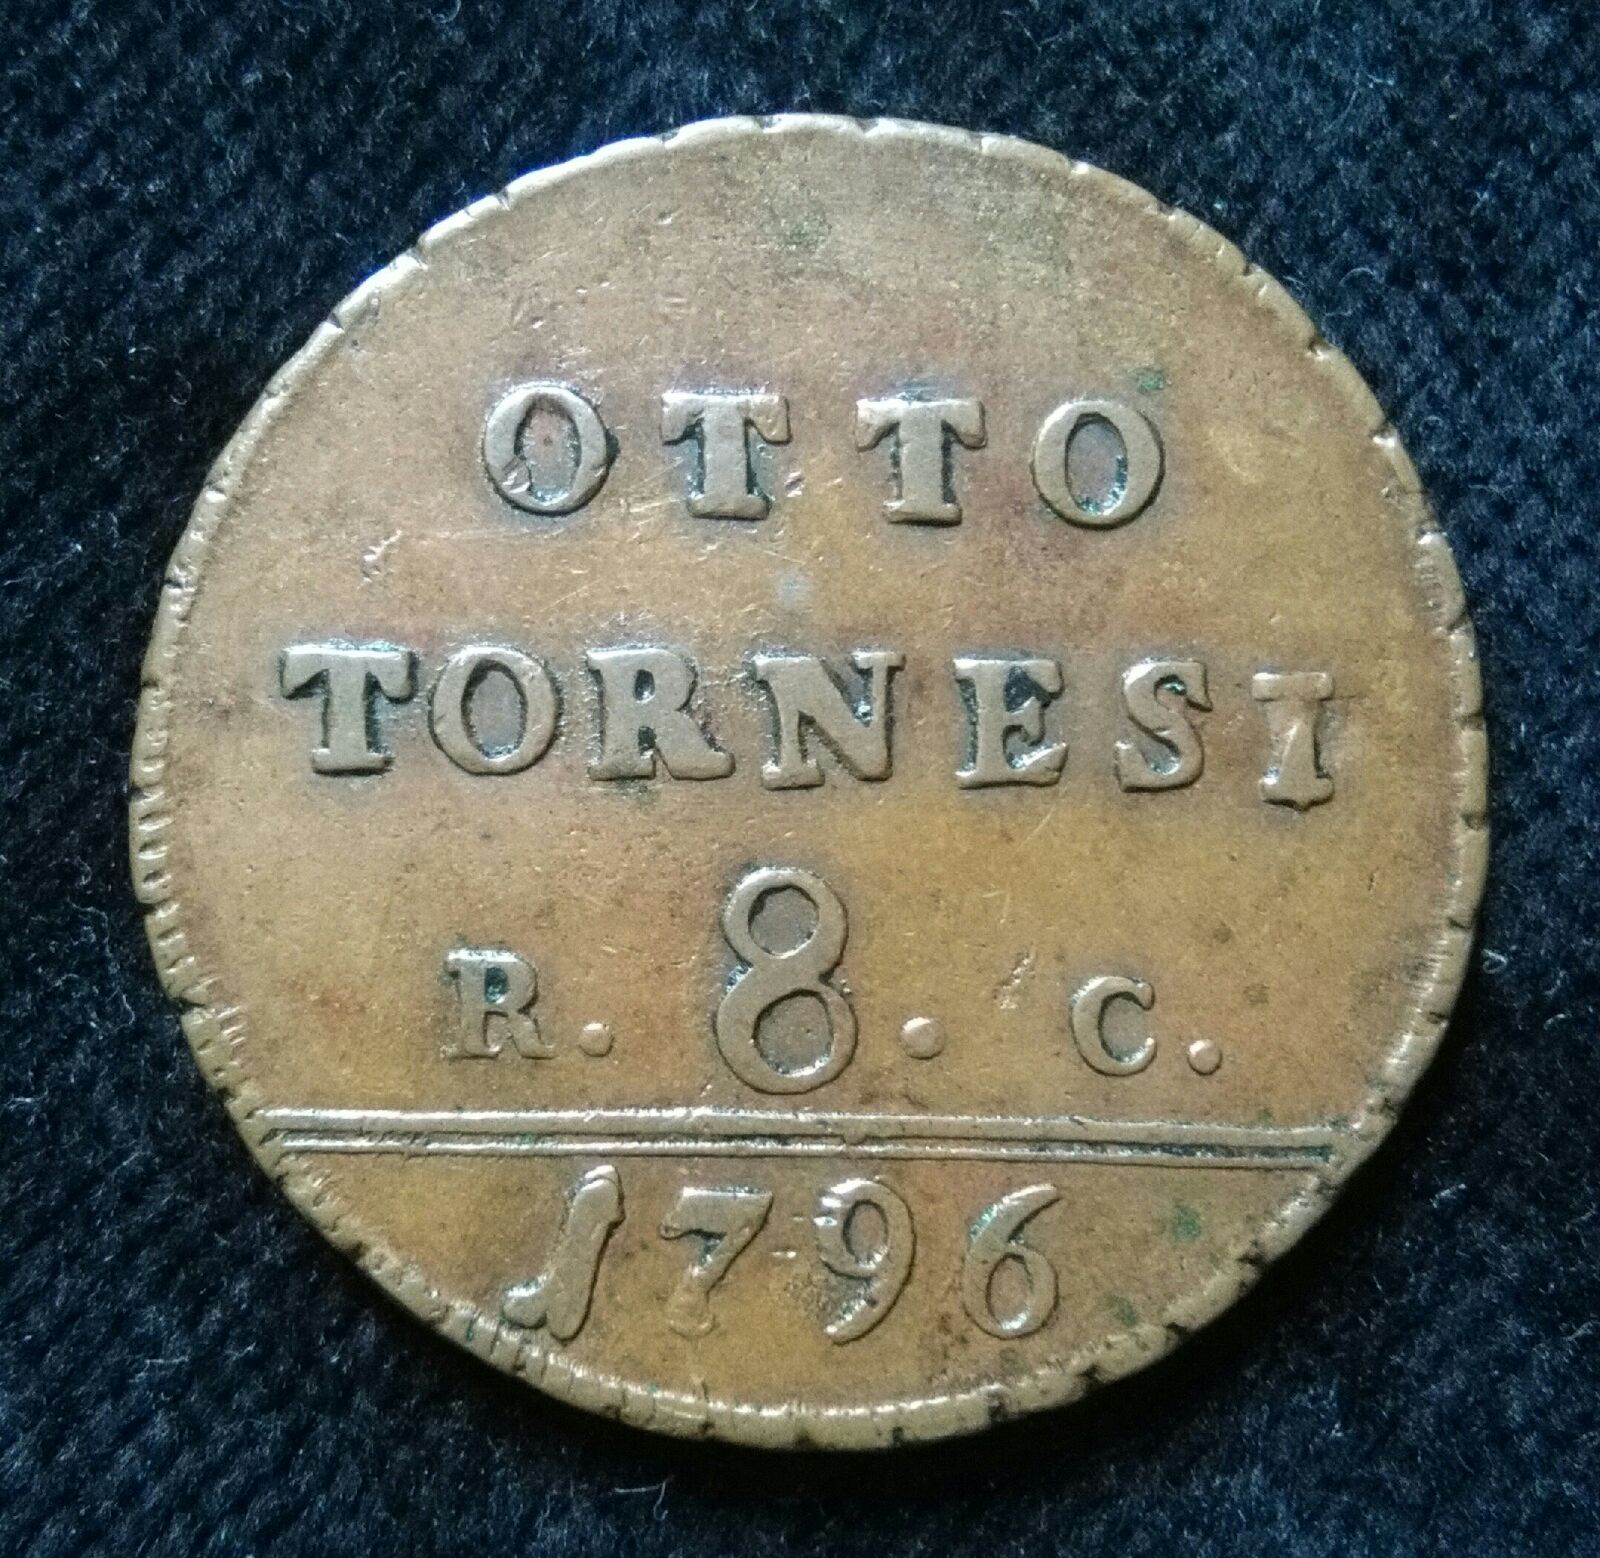 OTTO
TORNESI
R. 8. C.
1796